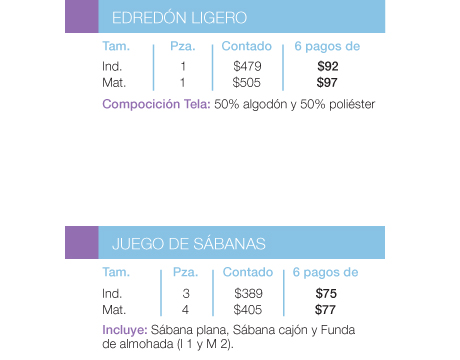 EDREDÓN LIGERO
Tam. Pza. Contado 6 pagos de
Ind. 1 $479 $92
Mat. 1 $505 $97
Compocición Tela: 50% algodón y 50% poliéster
JUEGO DE SÁBANAS
Tam. Pza. Contado 6 pagos de
Ind. 3 $389 $75
Mat. 4 $405 $77
Incluye: Sábana plana, Sábana cajón y Funda
de almohada (I 1 y M 2).